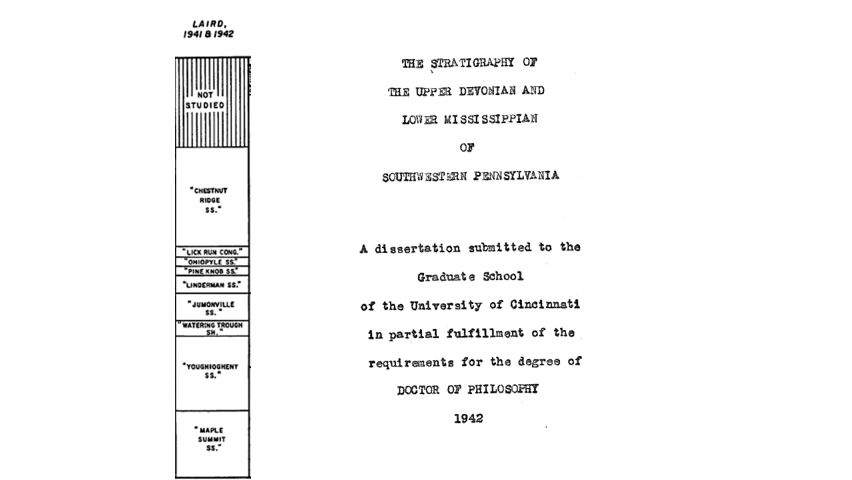 LAIRD,
1941 & 1942
NOT
STUDIED
"CHESTNUT
RIDGE
SS."
"LICK RUN CONG."
"OHIOPYLE SS."
"PINE KNOB SS."
"LINDERMAN SS."
"JUMONVILLE
SS."
"WATERING TROUGH
SH."
"YOUGHIOGHENY
SS."
"MAPLE
SUMMIT
SS."
THE STRATIGRAPHY OF
THE UPPER DEVONIAN AND
LOWER MISSISSIPPIAN
OF
SOUTHWESTERN PENNSYLVANIA
A dissertation submitted to the
Graduate School
of the University of Cincinnati
in partial fulfillment of the
requirements for the degree of
DOCTOR OF PHILOSOPHY
1942